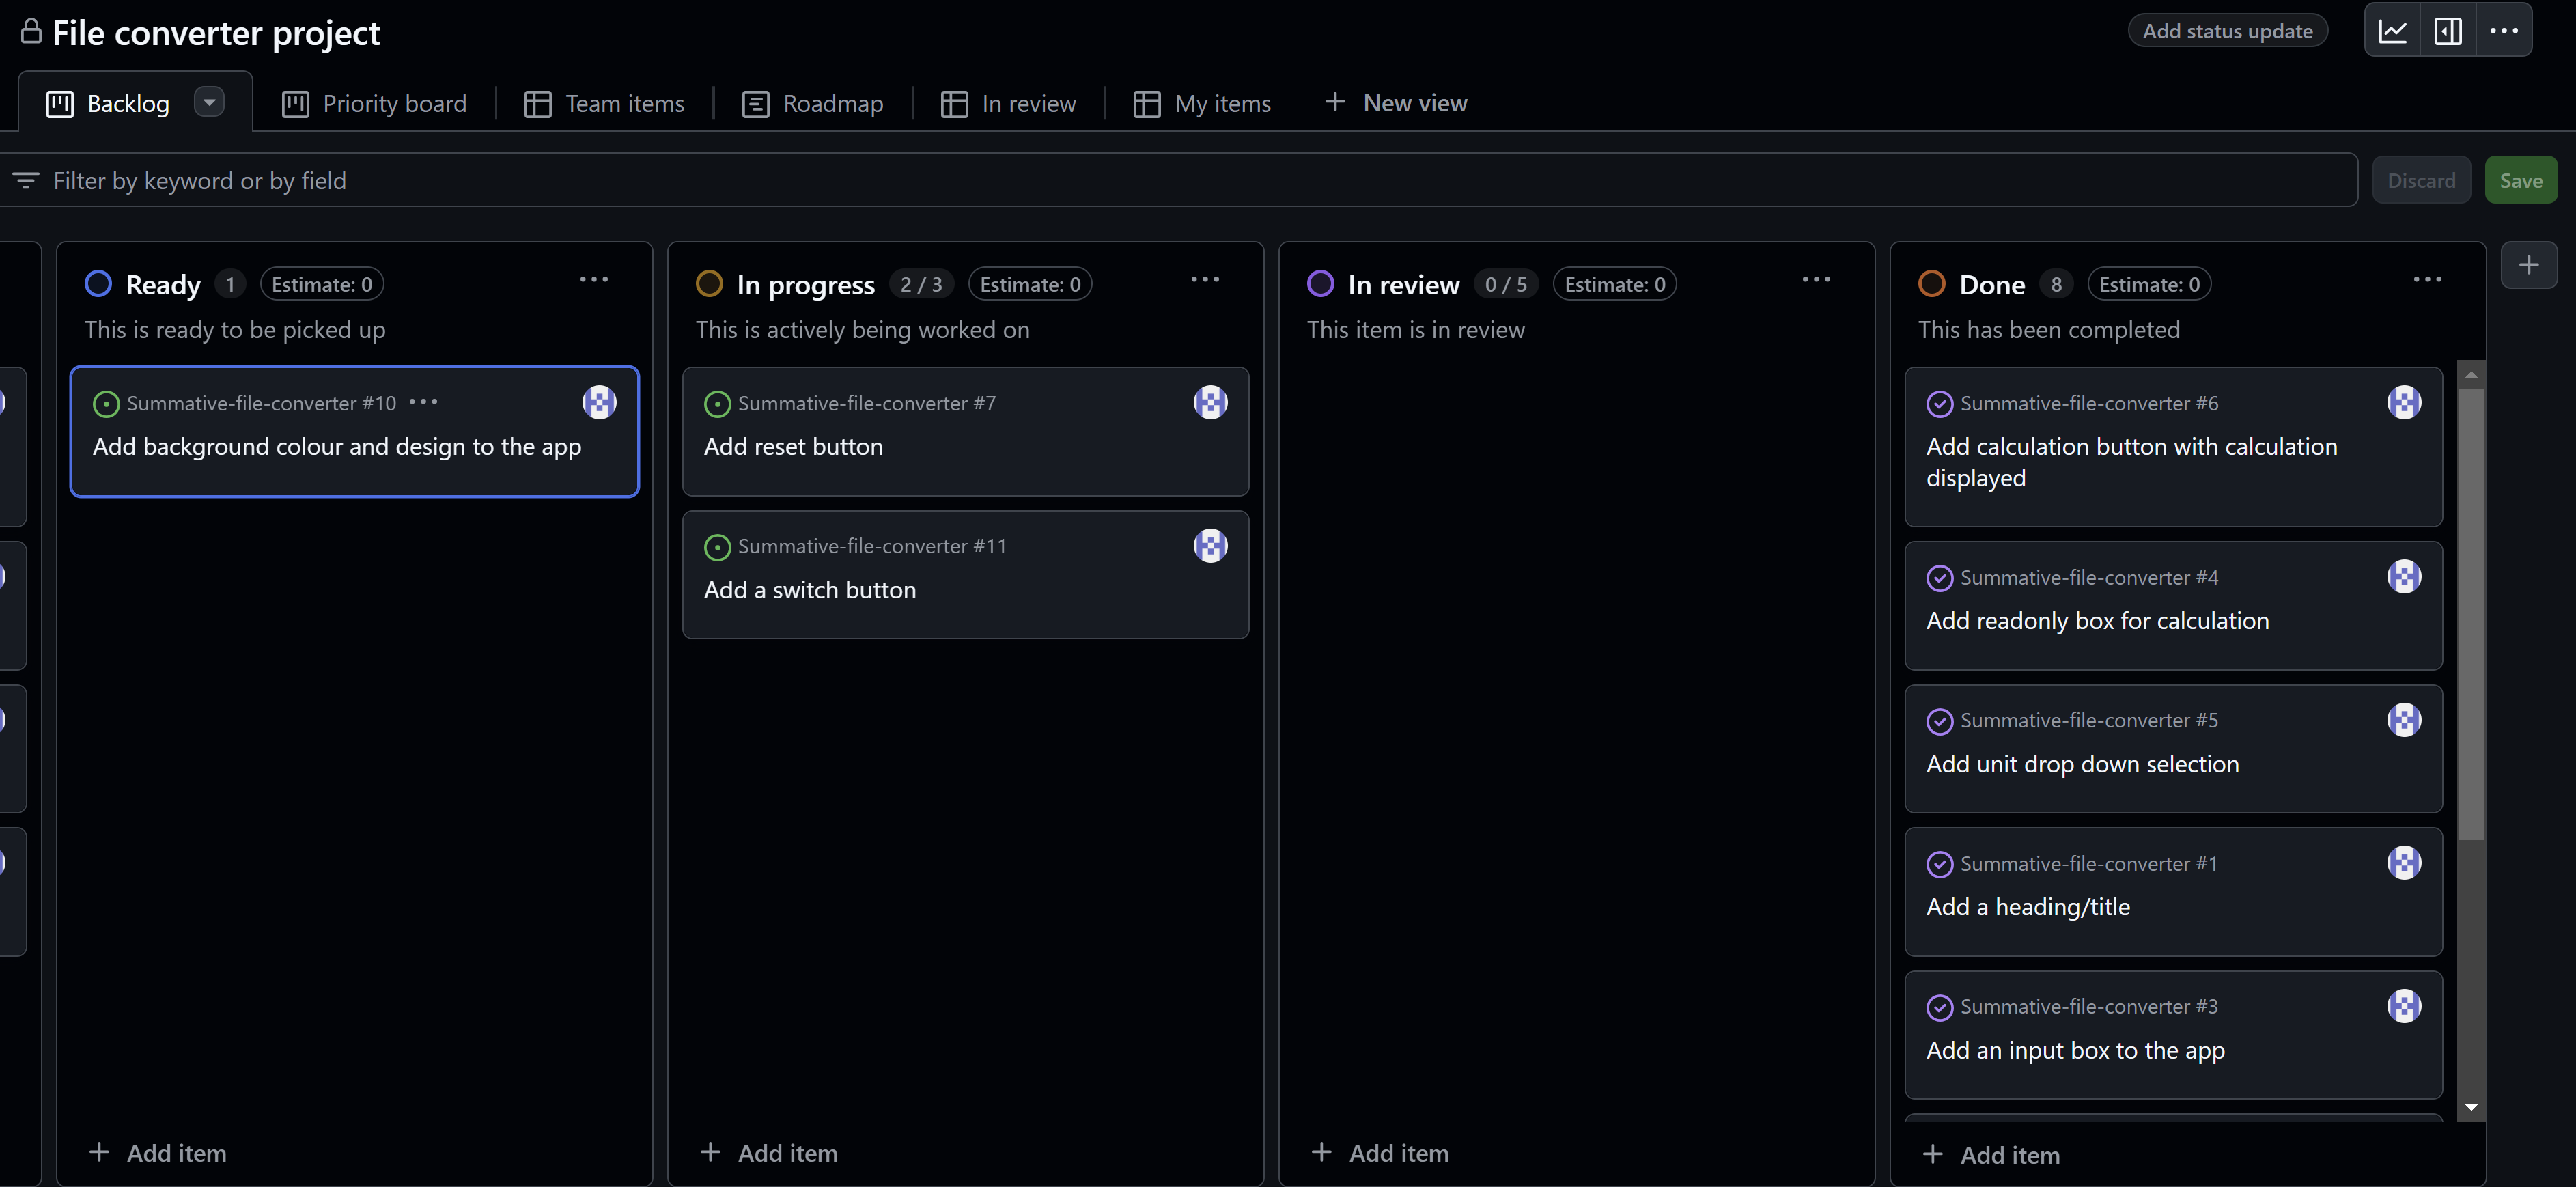 File converter project
Add status update
Backlog
Priority board
Team items
Roadmap
In review
My items
New view
Filter by keyword or by field
Discard
Save
Ready 1 Estimate: 0
This is ready to be picked up
Summative-file-converter #10
Add background colour and design to the app
Add item
In progress 2 / 3 Estimate: 0
This is actively being worked on
Summative-file-converter #7
Add reset button
Summative-file-converter #11
Add a switch button
Add item
In review 0 / 5 Estimate: 0
This item is in review
Add item
Done 8 Estimate: 0
This has been completed
Summative-file-converter #6
Add calculation button with calculation
displayed
Summative-file-converter #4
Add readonly box for calculation
Summative-file-converter #5
Add unit drop down selection
Summative-file-converter #1
Add a heading/title
Summative-file-converter #3
Add an input box to the app
Add item